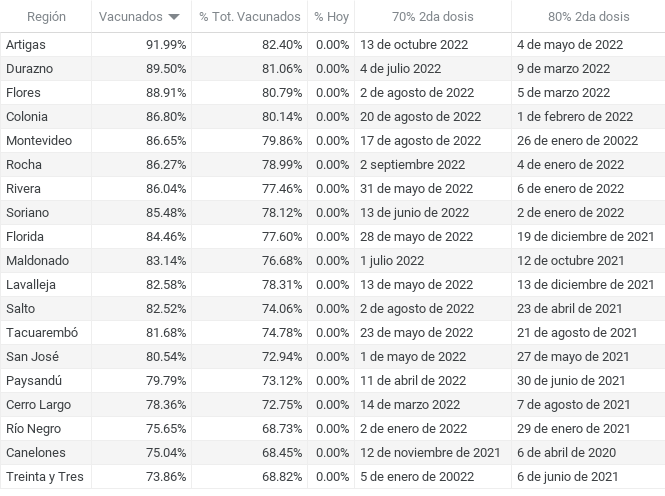 Región Vacunados % Tot. Vacunados % Hoy 70% 2da dosis 80% 2da dosis
Artigas 91.99% 82.40% 0.00% 13 de octubre 2022 4 de mayo de 2022
Durazno 89.50% 81.06% 0.00% 4 de julio 2022 9 de marzo 2022
Flores 88.91% 80.79% 0.00% 2 de agosto de 2022 5 de marzo 2022
Colonia 86.80% 80.14% 0.00% 20 de agosto de 2022 1 de febrero de 2022
Montevideo 86.65% 79.86% 0.00% 17 de agosto de 2022 26 de enero de 20022
Rocha 86.27% 78.99% 0.00% 2 septiembre 2022 4 de enero de 2022
Rivera 86.04% 77.46% 0.00% 31 de mayo de 2022 6 de enero de 2022
Soriano 85.48% 78.12% 0.00% 13 de junio de 2022 2 de enero de 2022
Florida 84.46% 77.60% 0.00% 28 de mayo de 2022 19 de diciembre de 2021
Maldonado 83.14% 76.68% 0.00% 1 julio 2022 12 de octubre 2021
Lavalleja 82.58% 78.31% 0.00% 13 de mayo de 2022 13 de diciembre de 2021
Salto 82.52% 74.06% 0.00% 2 de agosto de 2022 23 de abril de 2021
Tacuarembó 81.68% 74.78% 0.00% 23 de mayo de 2022 21 de agosto de 2021
San José 80.54% 72.94% 0.00% 1 de mayo de 2022 27 de mayo de 2021
Paysandú 79.79% 73.12% 0.00% 11 de abril de 2022 30 de junio de 2021
Cerro Largo 78.36% 72.75% 0.00% 14 de marzo 2022 7 de agosto de 2021
Río Negro 75.65% 68.73% 0.00% 2 de enero de 2022 29 de enero de 2021
Canelones 75.04% 68.45% 0.00% 12 de noviembre de 2021 6 de abril de 2020
Treinta y Tres 73.86% 68.82% 0.00% 5 de enero de 20022 6 de junio de 2021